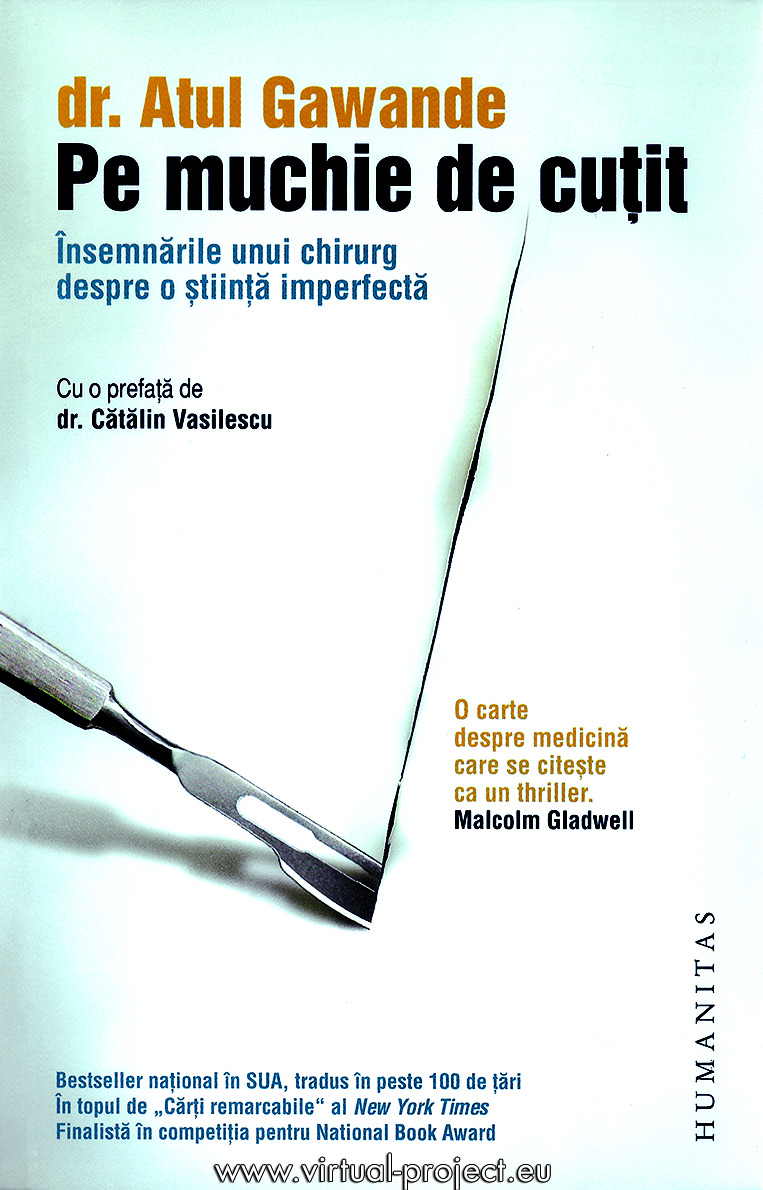 dr. Atul Gawande
Pe muchie de cuțit
Însemnările unui chirurg
despre o știință imperfectă
Cu o prefață de
dr. Cătălin Vasilescu
O carte
despre medicină
care se citește
ca un thriller.
Malcolm Gladwell
HUMANITAS
Bestseller național în SUA, tradus în peste 100 de țări
În topul de „Cărți remarcabile“ al New York Times
Finalistă în competiția pentru National Book Award
www.virtual-project.eu